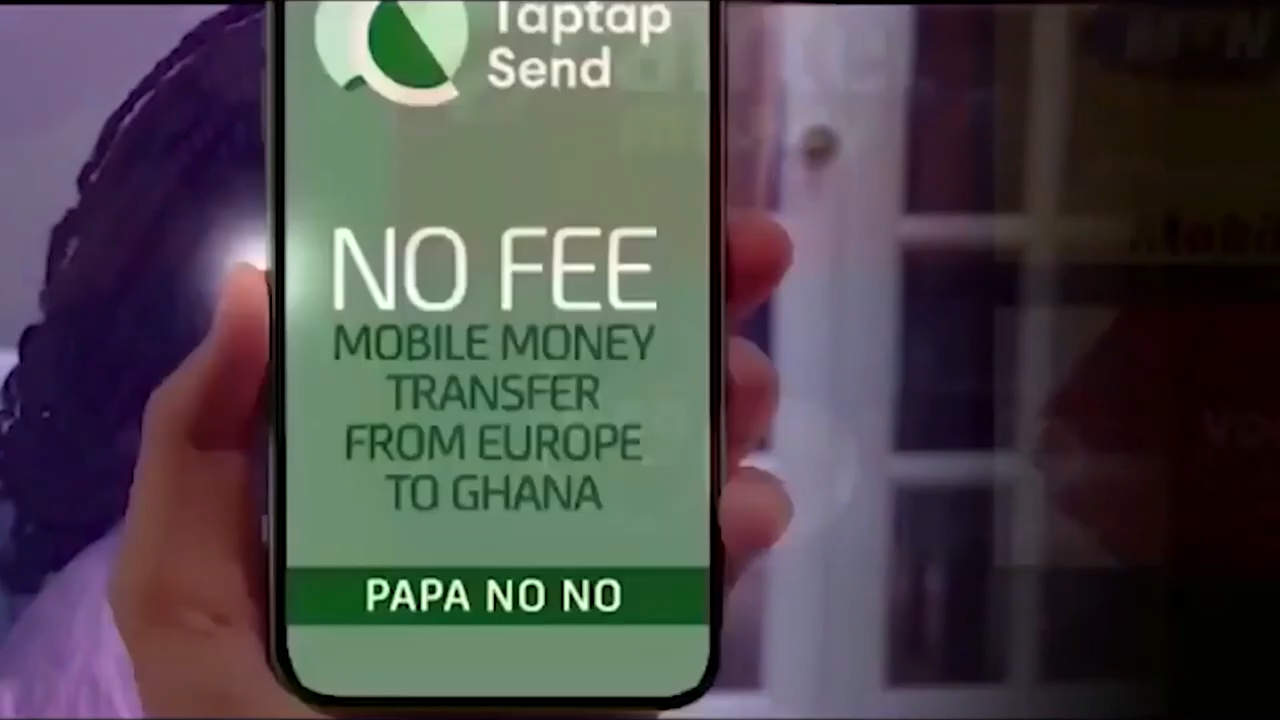 Taptap
Send
NO FEE
MOBILE MONEY
TRANSFER
FROM EUROPE
TO GHANA
PAPA NO NO